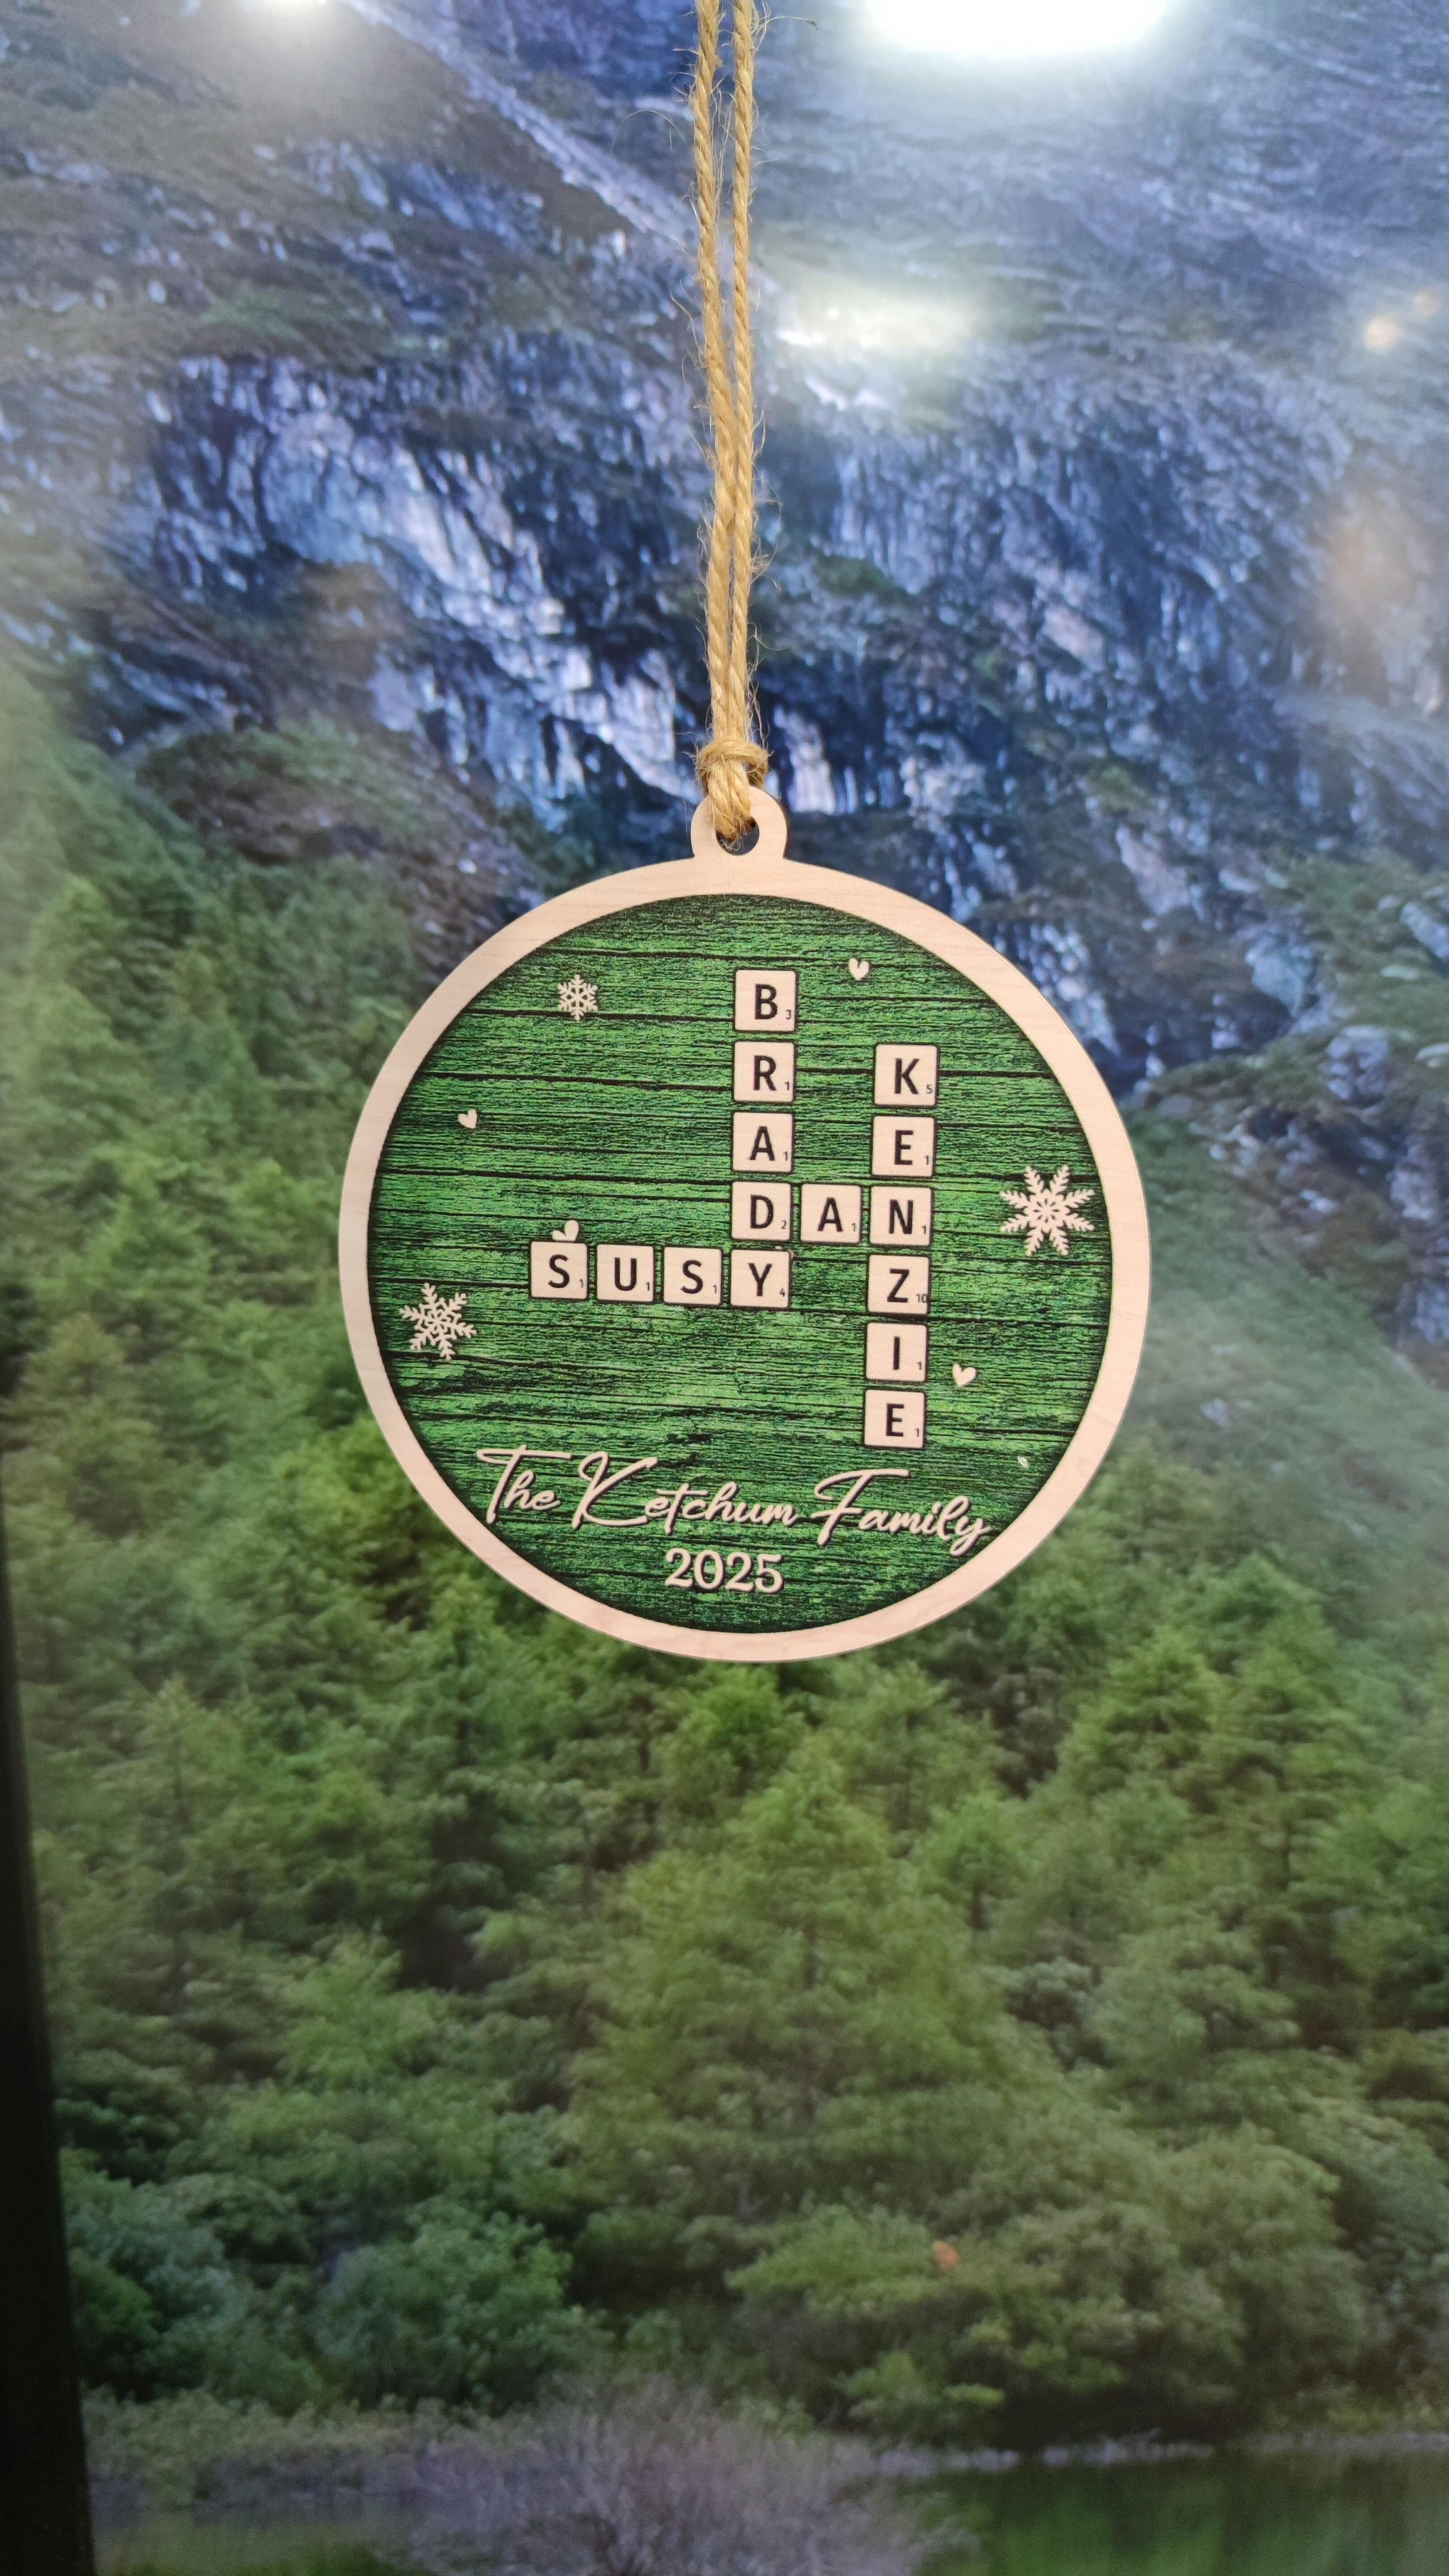 BRADY
KENZIE
DAN
SUSY
The Ketchum Family
2025